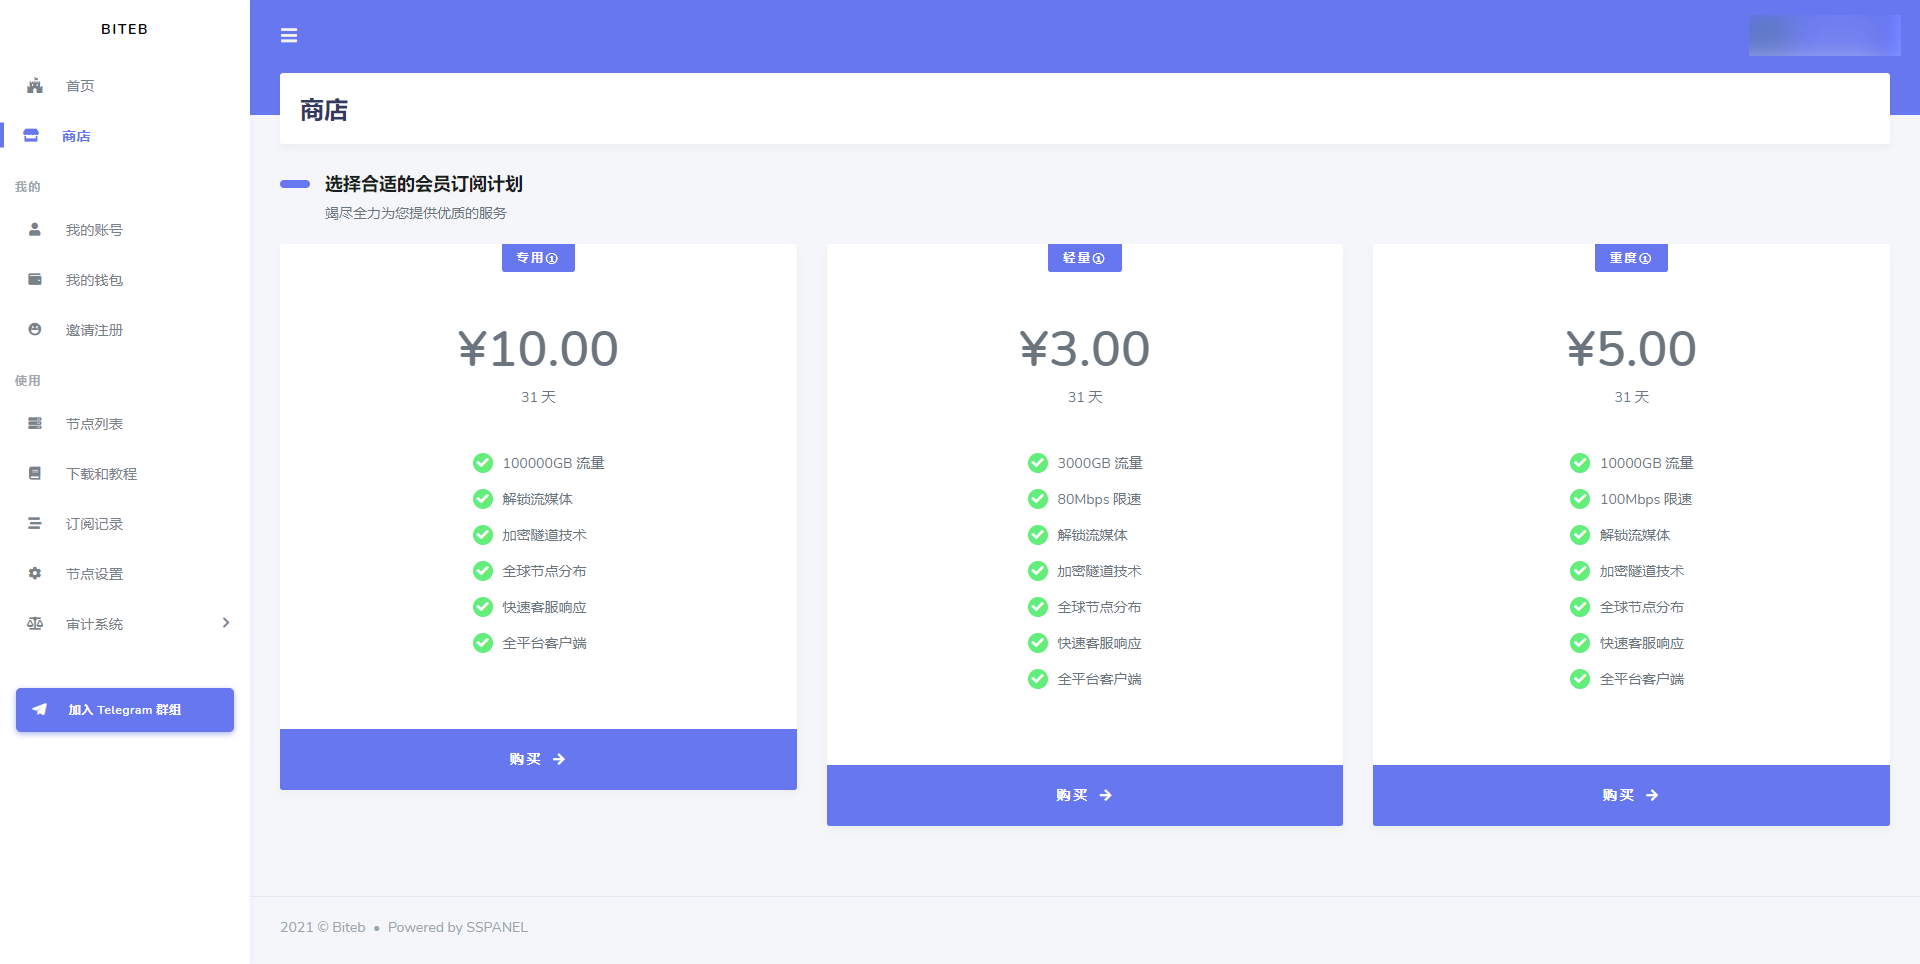 BITEB
首页
商店
我的
我的账号
我的钱包
邀请注册
使用
节点列表
下载和教程
订阅记录
节点设置
审计系统
加入 Telegram 群组
商店
选择合适的会员订阅计划
竭尽全力为您提供优质的服务
专用①
¥10.00
31 天
100000GB 流量
解锁流媒体
加密隧道技术
全球节点分布
快速客服响应
全平台客户端
购买
轻量①
¥3.00
31 天
3000GB 流量
80Mbps 限速
解锁流媒体
加密隧道技术
全球节点分布
快速客服响应
全平台客户端
购买
重度①
¥5.00
31 天
10000GB 流量
100Mbps 限速
解锁流媒体
加密隧道技术
全球节点分布
快速客服响应
全平台客户端
购买
2021 © Biteb • Powered by SSPANEL